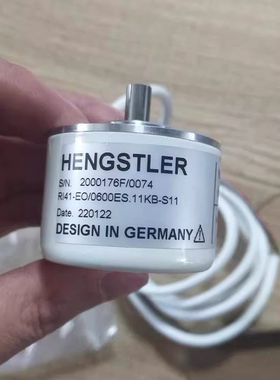 HENGSTLER
S/N. 2000176F/0074
RI41-EO/0600ES.11KB-S11
Date. 220122
DESIGN IN GERMANY